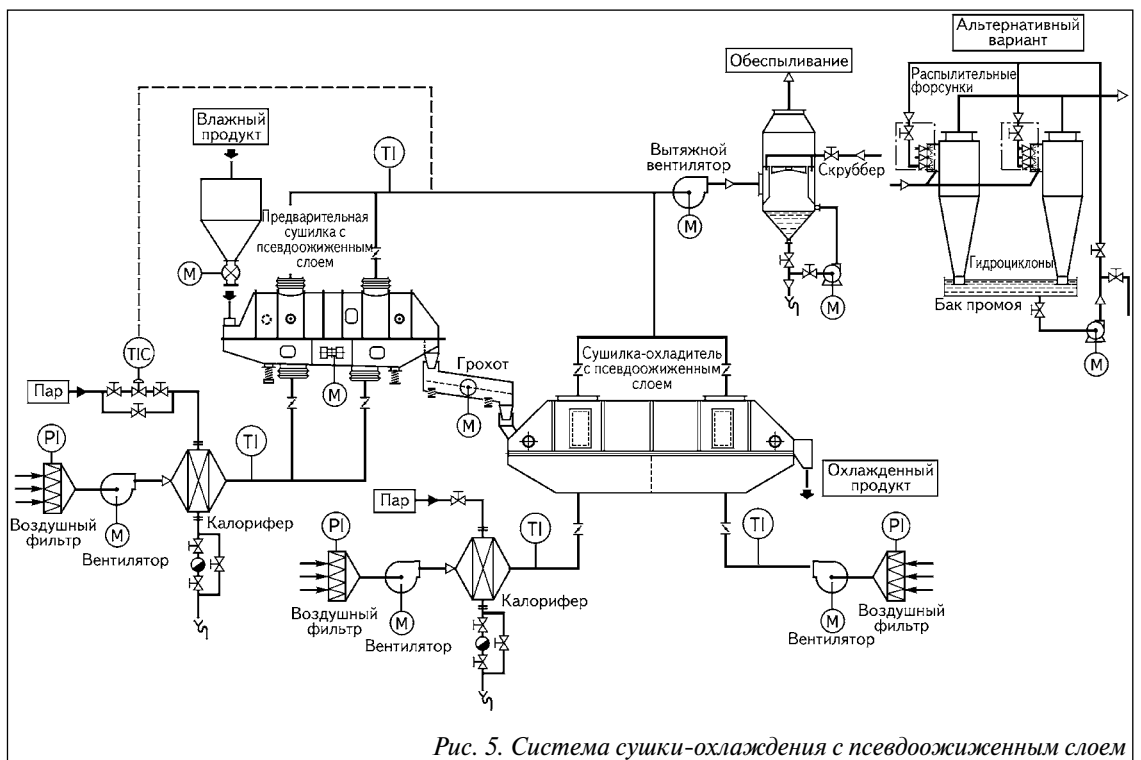 Альтернативный
вариант
Обеспыливание
Распылительные
форсунки
Влажный
продукт
TI
Вытяжной
вентилятор
Скруббер
M
Предварительная
сушилка с
псевдоожиженным
слоем
M
M
Гидроциклоны
Бак промоя
M
TIC
Пар
M
Грохот
M
Сушилка-охладитель
с псевдоожиженным
слоем
PI
TI
Охлажденный
продукт
Воздушный
фильтр
M
Вентилятор
Калорифер
Пар
PI
TI
TI
PI
Воздушный
фильтр
M
Вентилятор
Калорифер
M
Вентилятор
Воздушный
фильтр
Рис. 5. Система сушки-охлаждения с псевдоожиженным слоем